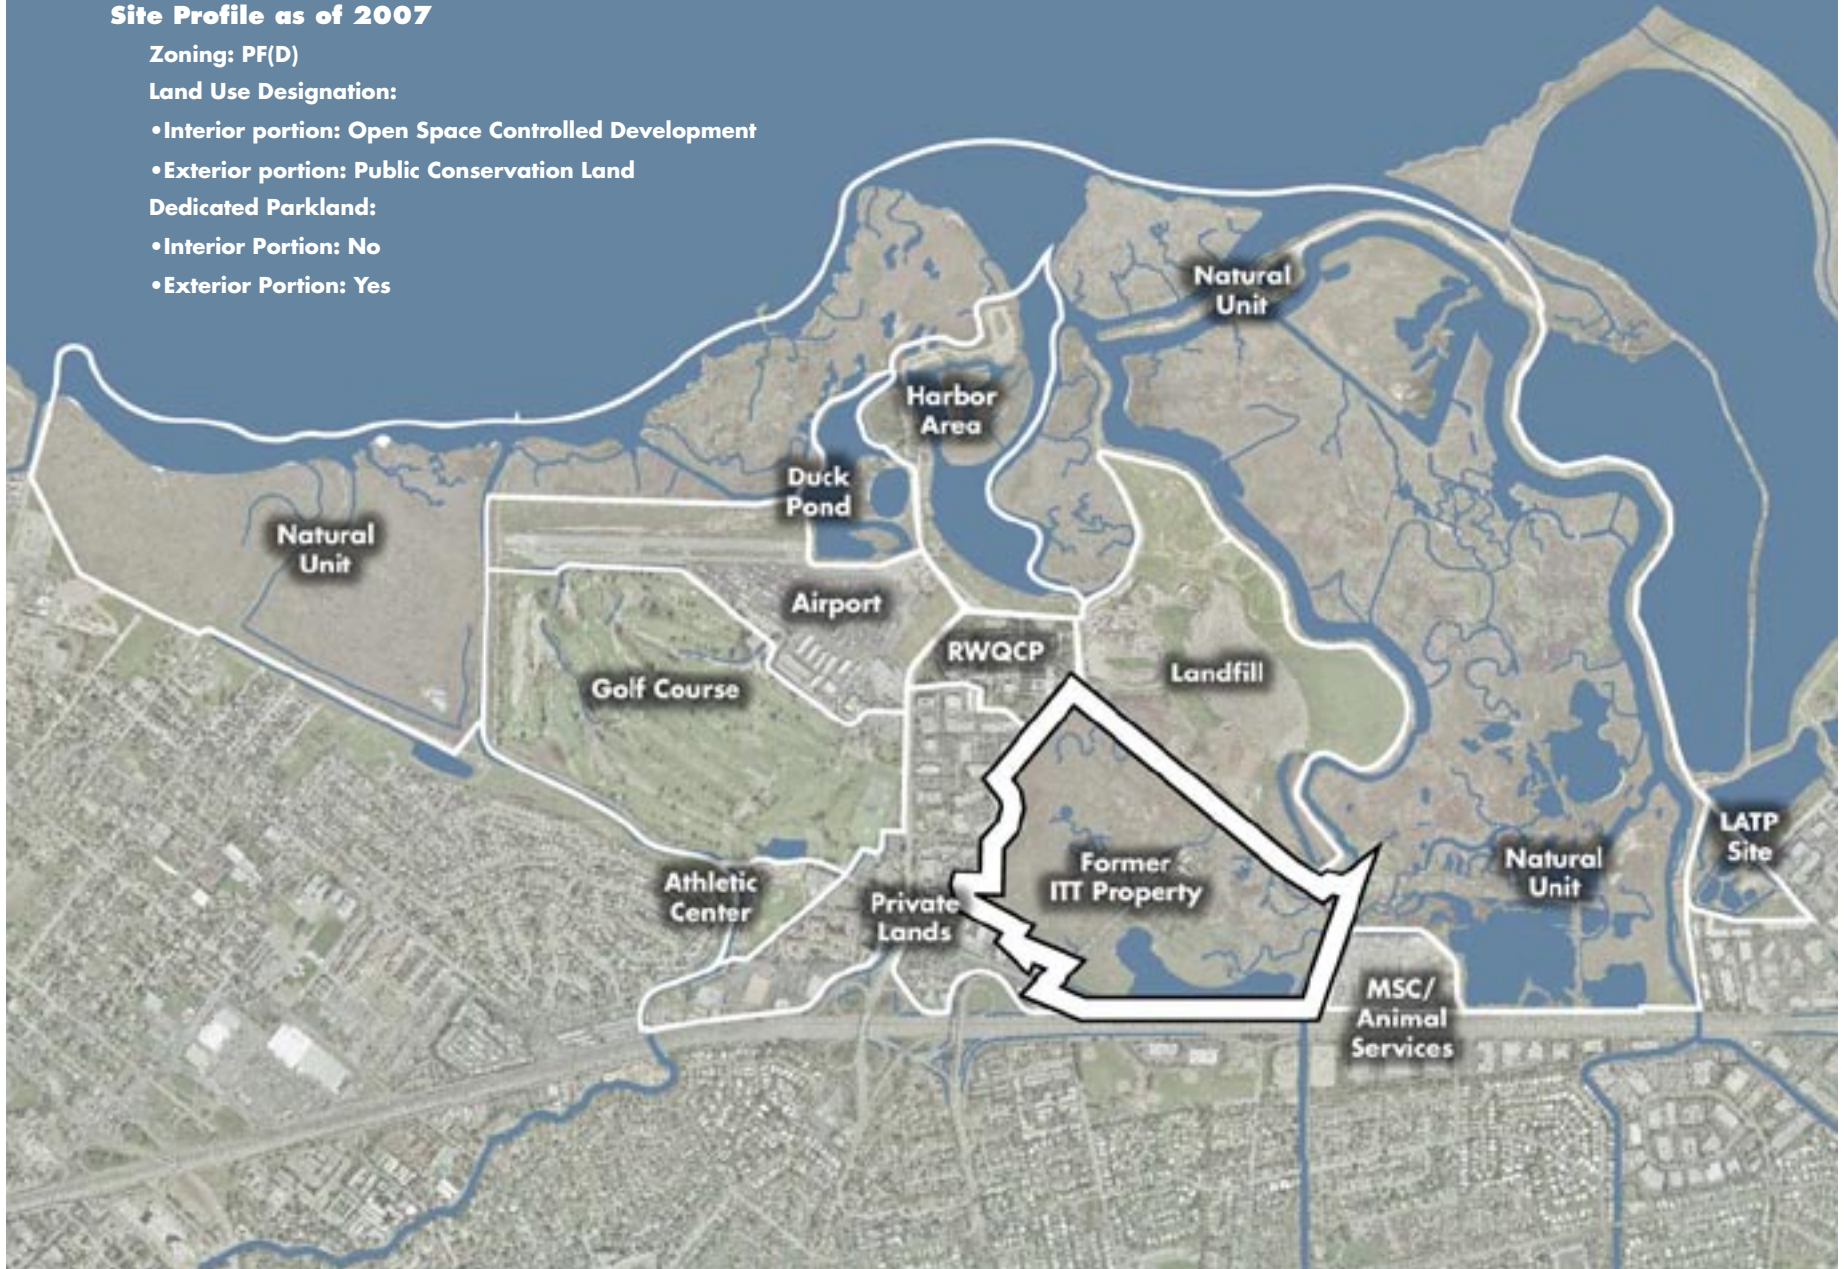 Site Profile as of 2007
Zoning: PF(D)
Land Use Designation:
•Interior portion: Open Space Controlled Development
•Exterior portion: Public Conservation Land
Dedicated Parkland:
•Interior Portion: No
•Exterior Portion: Yes
Natural
Unit
Harbor
Area
Duck
Pond
Natural
Unit
Airport
RWQCP
Landfill
Golf Course
LATP
Site
Former
ITT Property
Natural
Unit
Athletic
Center
Private
Lands
MSC/
Animal
Services